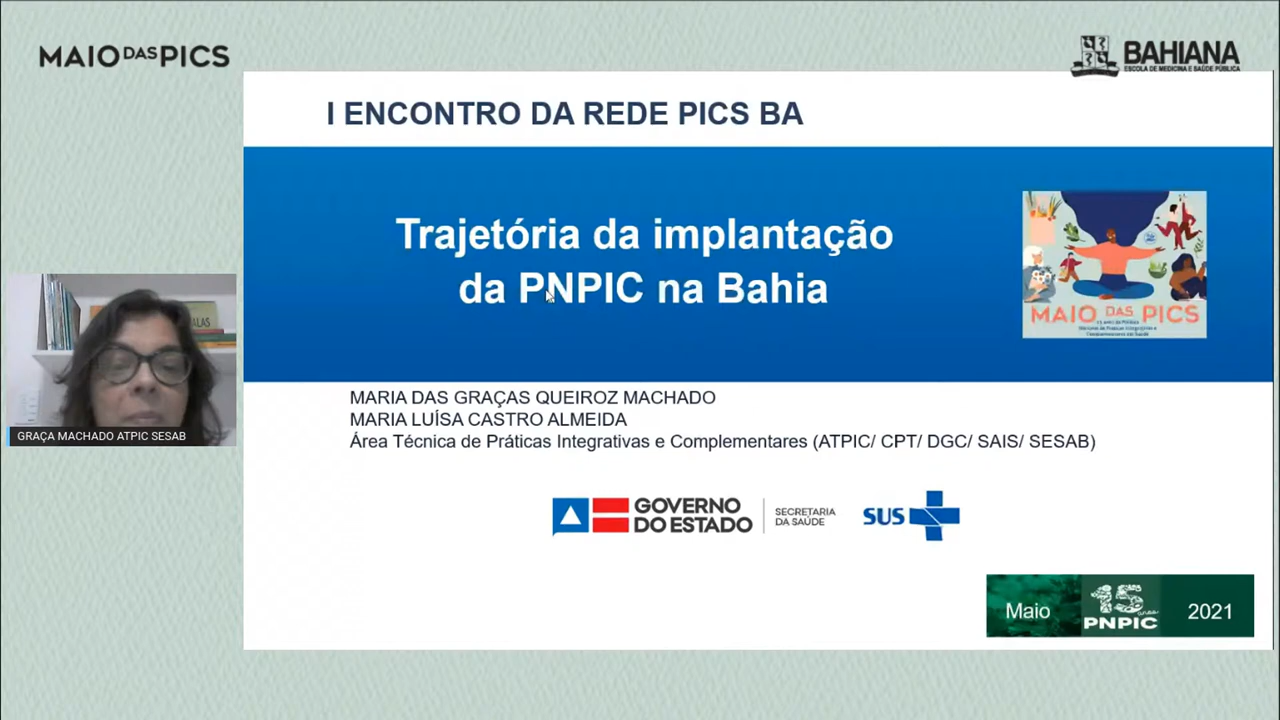 MAIO DAS PICS
BAHIANA
ESCOLA DE MEDICINA E SAÚDE PÚBLICA
I ENCONTRO DA REDE PICS BA
Trajetória da implantação
da PNPIC na Bahia
MAIO DAS PICS
MARIA DAS GRAÇAS QUEIROZ MACHADO
MARIA LUÍSA CASTRO ALMEIDA
Área Técnica de Práticas Integrativas e Complementares (ATPIC/ CPT/ DGC/ SAIS/ SESAB)
GRAÇA MACHADO ATPIC SESAB
GOVERNO
DO ESTADO
SECRETARIA
DA SAÚDE
SUS
Maio
15 anos
PNPIC
2021